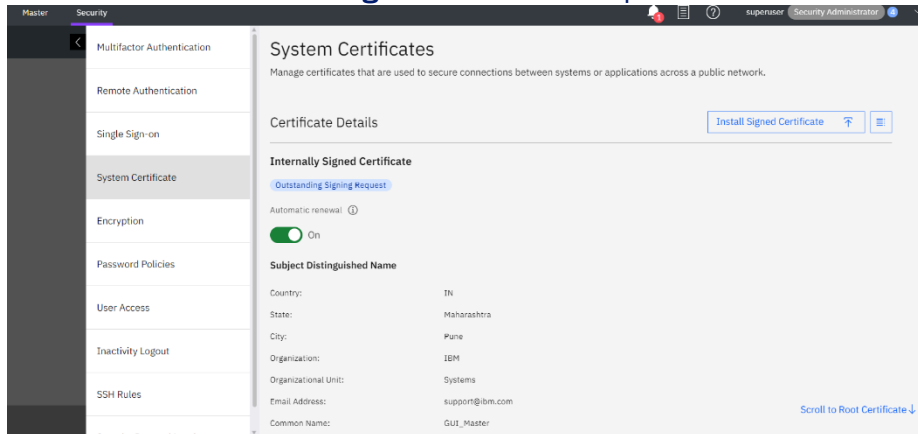 Master Security
1 superuser Security Administrator 4
Multifactor Authentication
Remote Authentication
Single Sign-on
System Certificate
Encryption
Password Policies
User Access
Inactivity Logout
SSH Rules
System Certificates
Manage certificates that are used to secure connections between systems or applications across a public network.
Certificate Details
Install Signed Certificate
Internally Signed Certificate
Outstanding Signing Request
Automatic renewal
On
Subject Distinguished Name
Country: IN
State: Maharashtra
City: Pune
Organization: IBM
Organizational Unit: Systems
Email Address: support@ibm.com
Common Name: GUI_Master
Scroll to Root Certificate